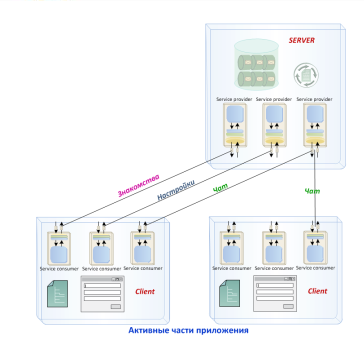 SERVER
Service provider Service provider Service provider
Знакомства
Настройки
Чат
Чат
Service consumer Service consumer Service consumer
Service consumer Service consumer Service consumer
Client
Client
Активные части приложения